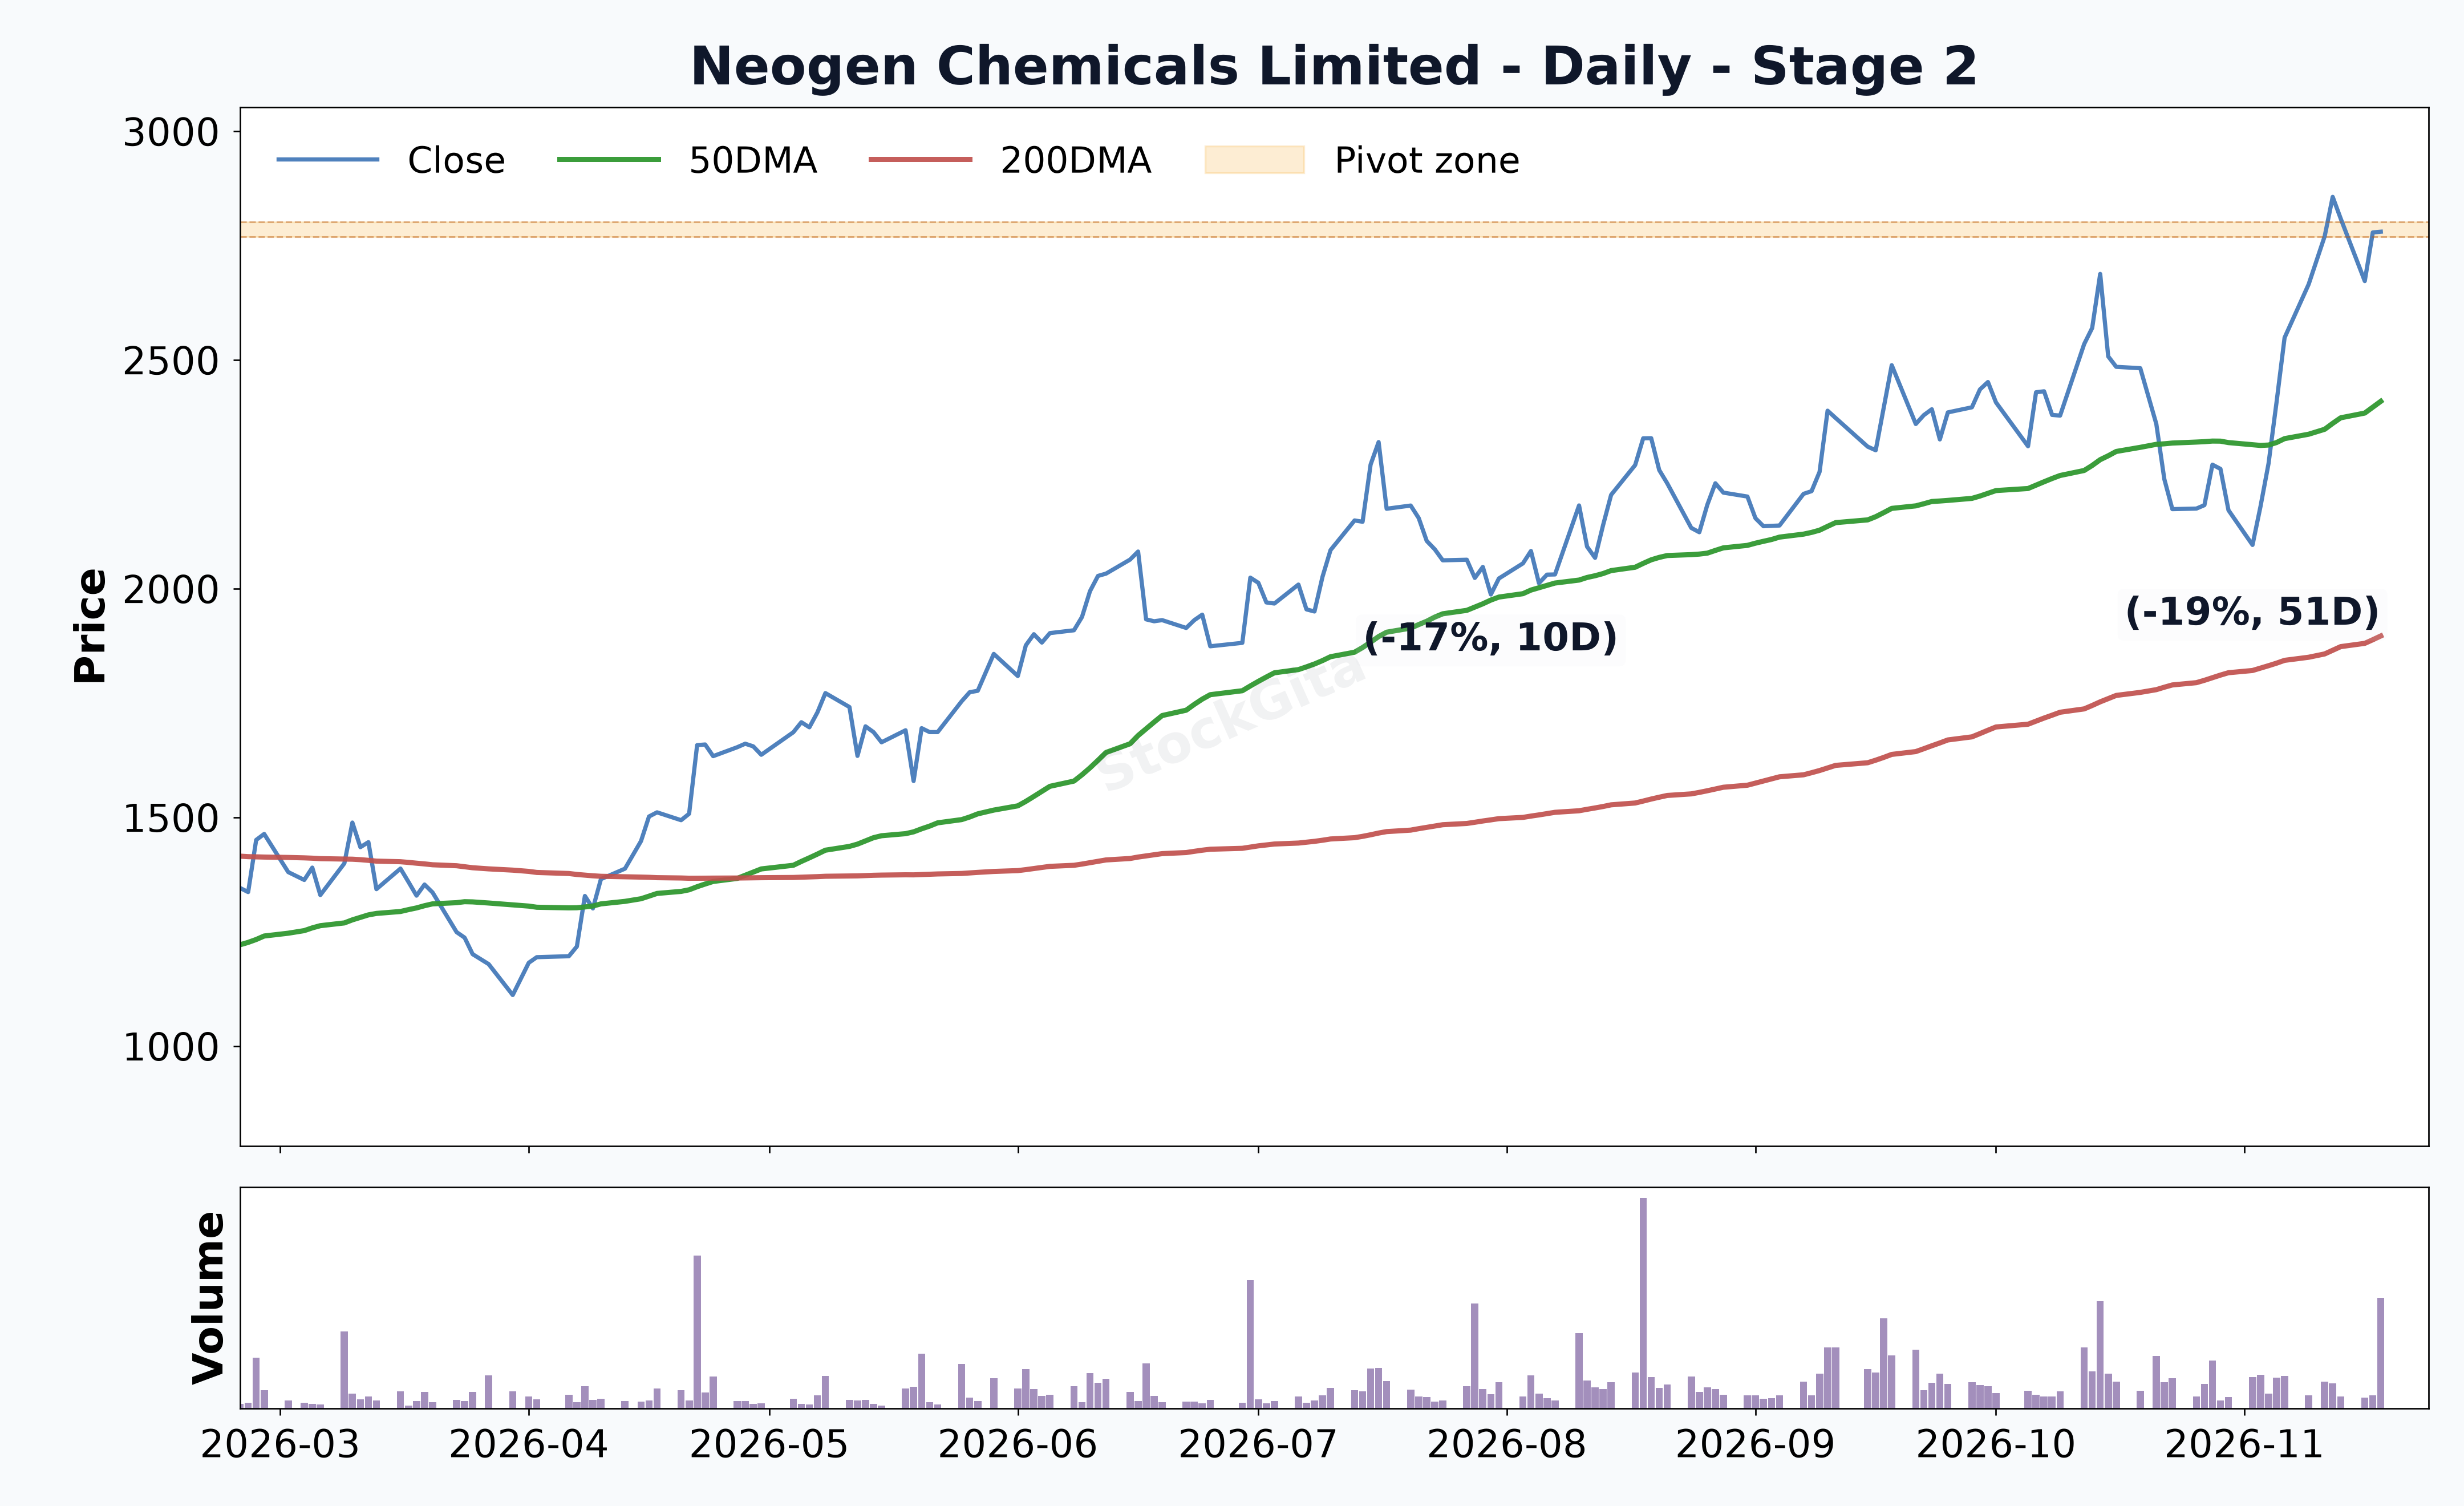 Neogen Chemicals Limited - Daily - Stage 2
Close 50DMA 200DMA Pivot zone
Price
3000
2500
2000
1500
1000
(-17%, 10D)
(-19%, 51D)
StockGita
Volume
2026-03 2026-04 2026-05 2026-06 2026-07 2026-08 2026-09 2026-10 2026-11